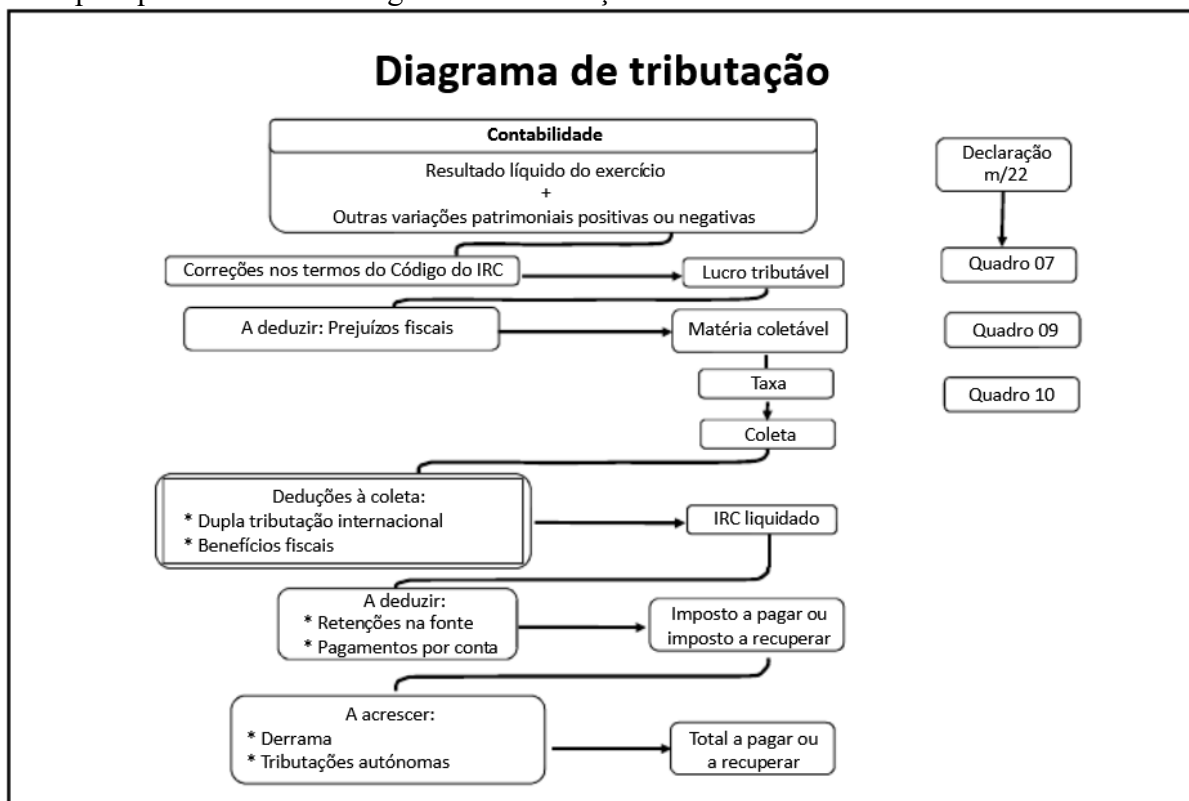 Diagrama de tributação
Contabilidade
Resultado líquido do exercício
+
Outras variações patrimoniais positivas ou negativas
Correções nos termos do Código do IRC
Lucro tributável
A deduzir: Prejuízos fiscais
Matéria coletável
Taxa
Coleta
Deduções à coleta:
* Dupla tributação internacional
* Benefícios fiscais
IRC liquidado
A deduzir:
* Retenções na fonte
* Pagamentos por conta
Imposto a pagar ou
imposto a recuperar
A acrescer:
* Derrama
* Tributações autónomas
Total a pagar ou
a recuperar
Declaração
m/22
Quadro 07
Quadro 09
Quadro 10